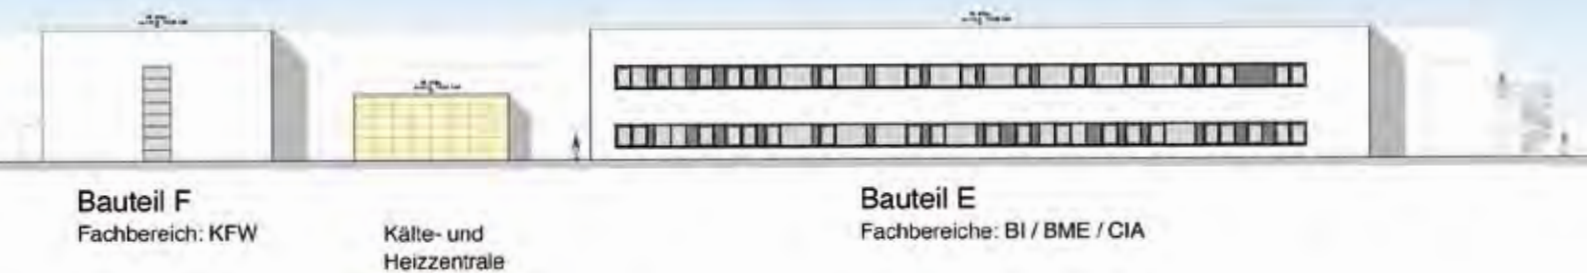 Bauteil F
Fachbereich: KFW
Kälte- und
Heizzentrale
Bauteil E
Fachbereiche: BI / BME / CIA